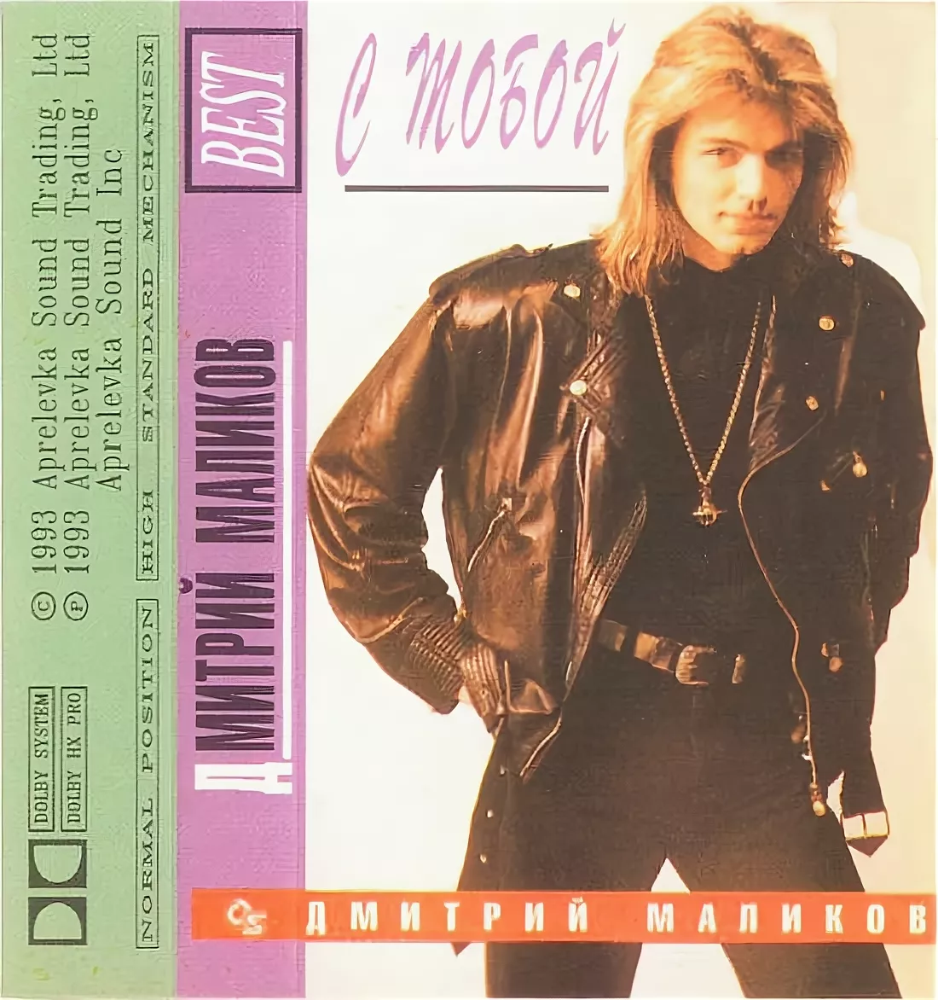 © 1993 Aprelevka Sound Trading, Ltd
℗ 1993 Aprelevka Sound Trading, Ltd
Aprelevka Sound Inc
DOLBY SYSTEM
DOLBY HX PRO
NORMAL POSITION
HIGH STANDARD MECHANISM
BEST
ДМИТРИЙ МАЛИКОВ
С ТОБОЙ
ДМИТРИЙ МАЛИКОВ